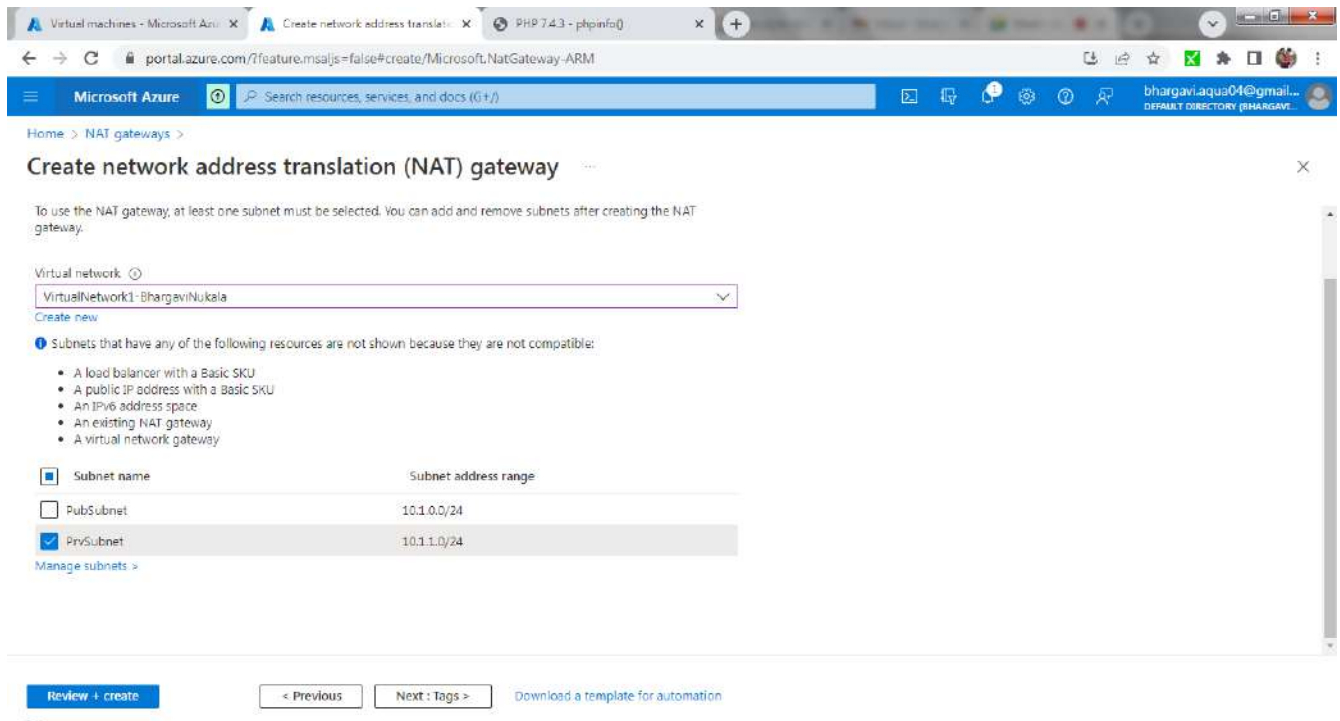 Virtual machines - Microsoft Azu
Create network address translatio
PHP 7.4.3 - phpinfo()
portal.azure.com/?feature.msaljs=false#create/Microsoft.NatGateway-ARM
Microsoft Azure
Search resources, services, and docs (G+/)
1
bhargavi.aqua04@gmail...
DEFAULT DIRECTORY (BHARGAVI...
Home > NAT gateways >
Create network address translation (NAT) gateway ...
To use the NAT gateway, at least one subnet must be selected. You can add and remove subnets after creating the NAT
gateway.
Virtual network
VirtualNetwork1-BhargaviNukala
Create new
Subnets that have any of the following resources are not shown because they are not compatible:
• A load balancer with a Basic SKU
• A public IP address with a Basic SKU
• An IPv6 address space
• An existing NAT gateway
• A virtual network gateway
Subnet name Subnet address range
PubSubnet 10.1.0.0/24
PrvSubnet 10.1.1.0/24
Manage subnets >
Review + create < Previous Next : Tags > Download a template for automation